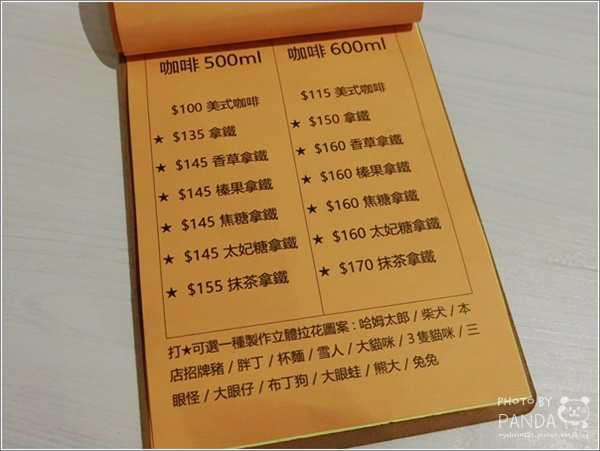 咖啡 500ml
$100 美式咖啡
★ $135 拿鐵
★ $145 香草拿鐵
★ $145 榛果拿鐵
★ $145 焦糖拿鐵
★ $145 太妃糖拿鐵
★ $155 抹茶拿鐵
咖啡 600ml
$115 美式咖啡
★ $150 拿鐵
★ $160 香草拿鐵
★ $160 榛果拿鐵
★ $160 焦糖拿鐵
★ $160 太妃糖拿鐵
★ $170 抹茶拿鐵
打★可選一種製作立體拉花圖案：哈姆太郎 / 柴犬 / 本
店招牌豬 / 胖丁 / 杯麵 / 雪人 / 大貓咪 / 3隻貓咪 / 三
眼怪 / 大眼仔 / 布丁狗 / 大眼蛙 / 熊大 / 兔兔
PHOTO BY
PANDA